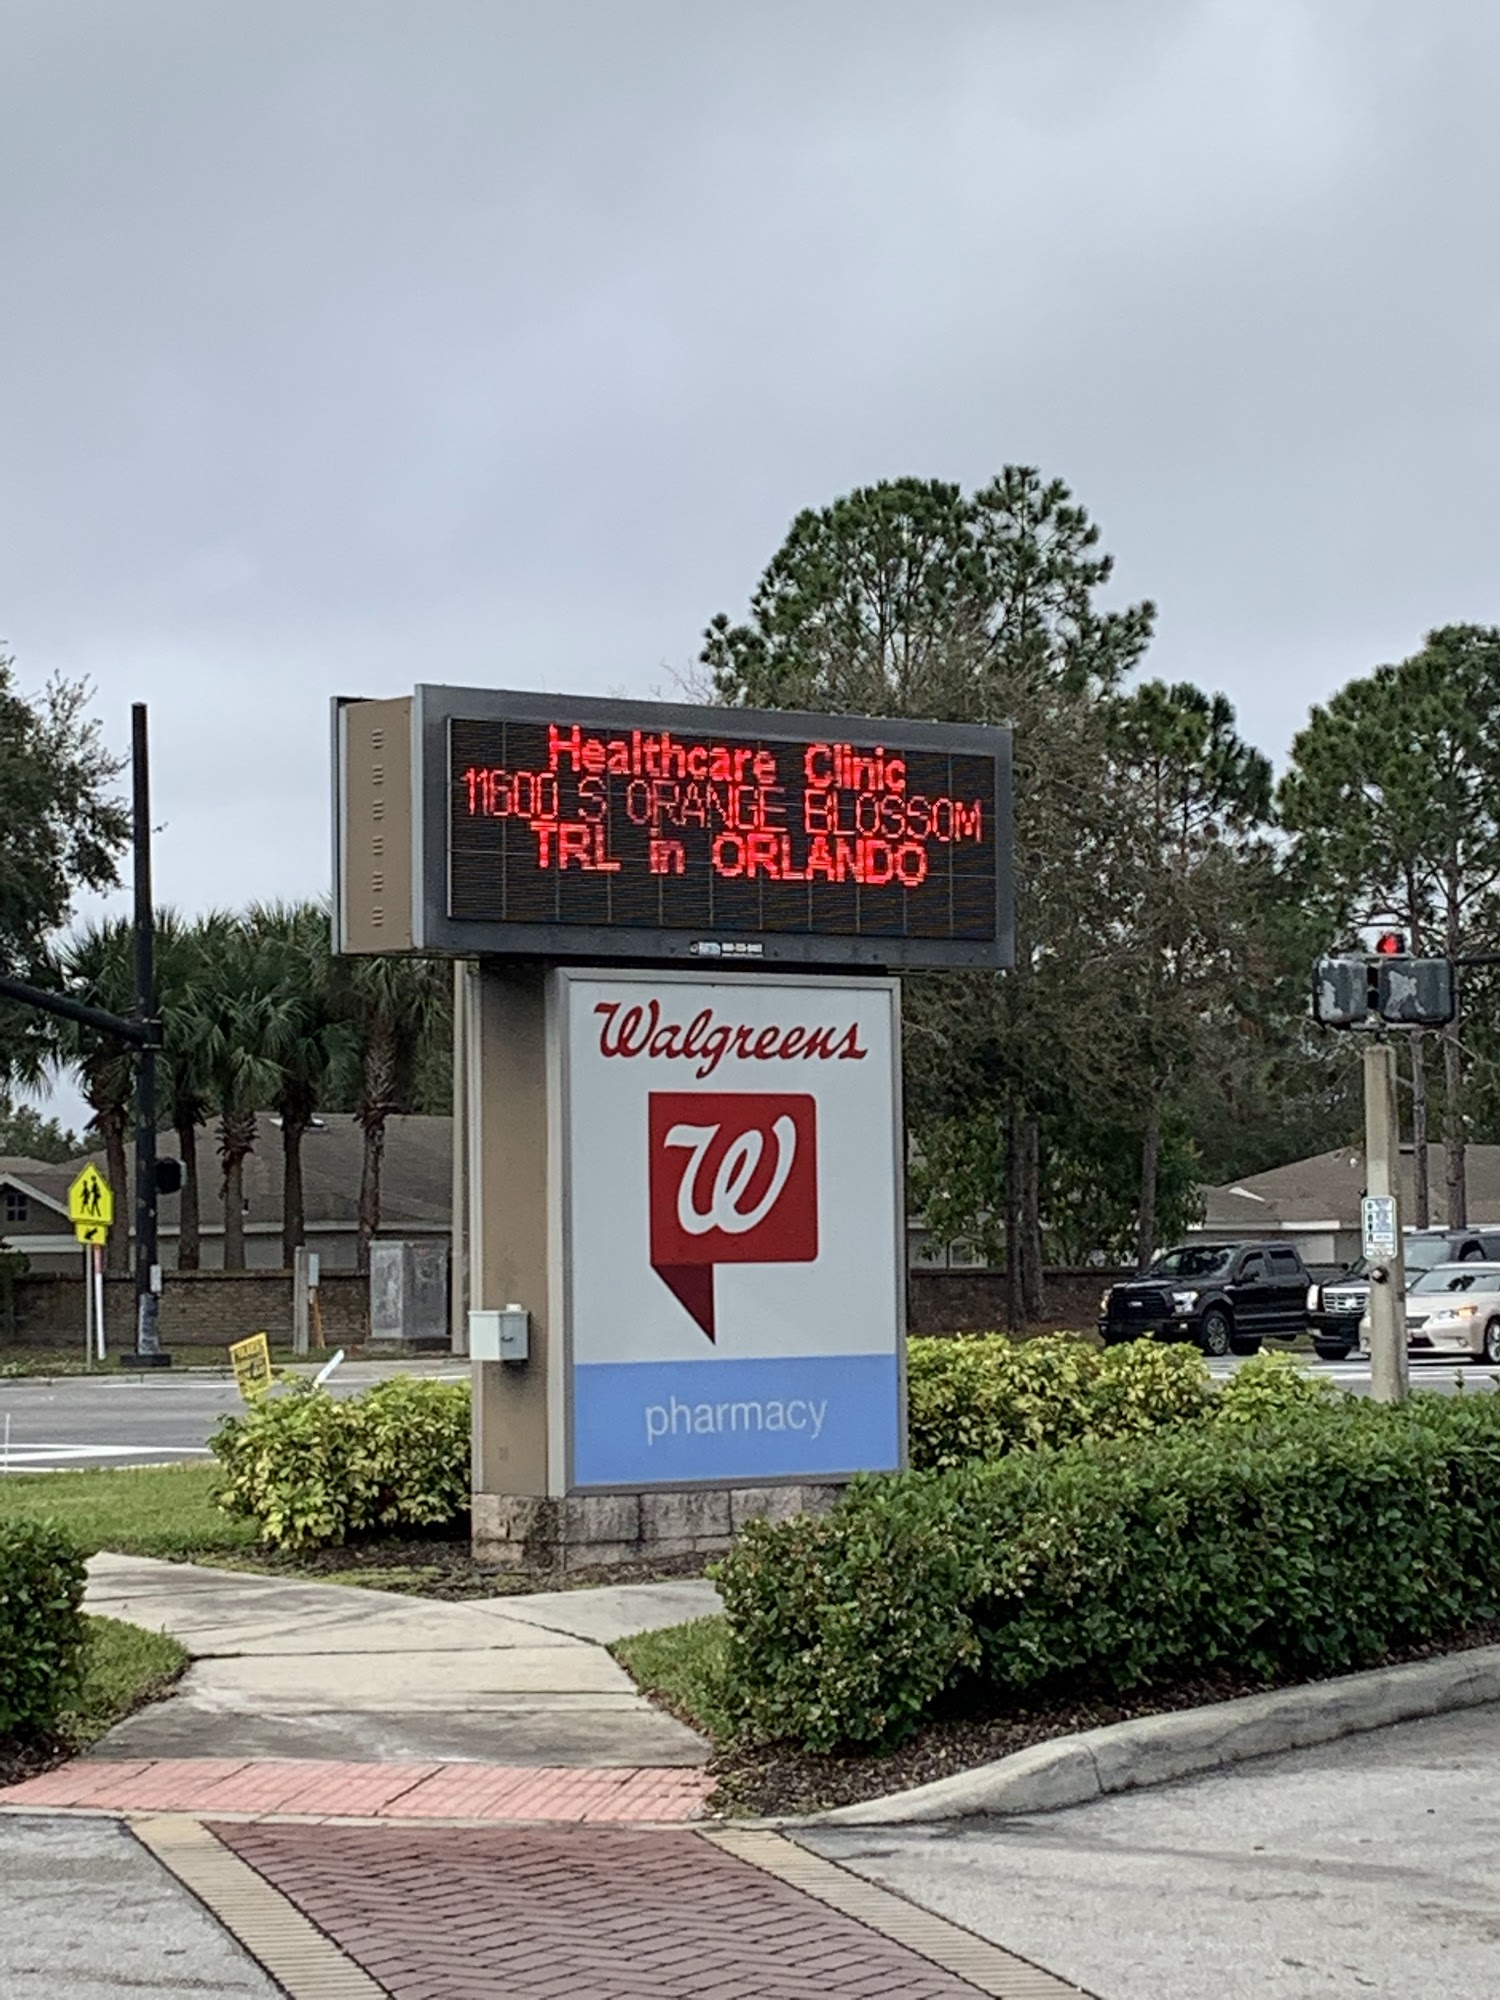 Healthcare Clinic
11600 S ORANGE BLOSSOM
TRL in ORLANDO
Walgreens
W
pharmacy